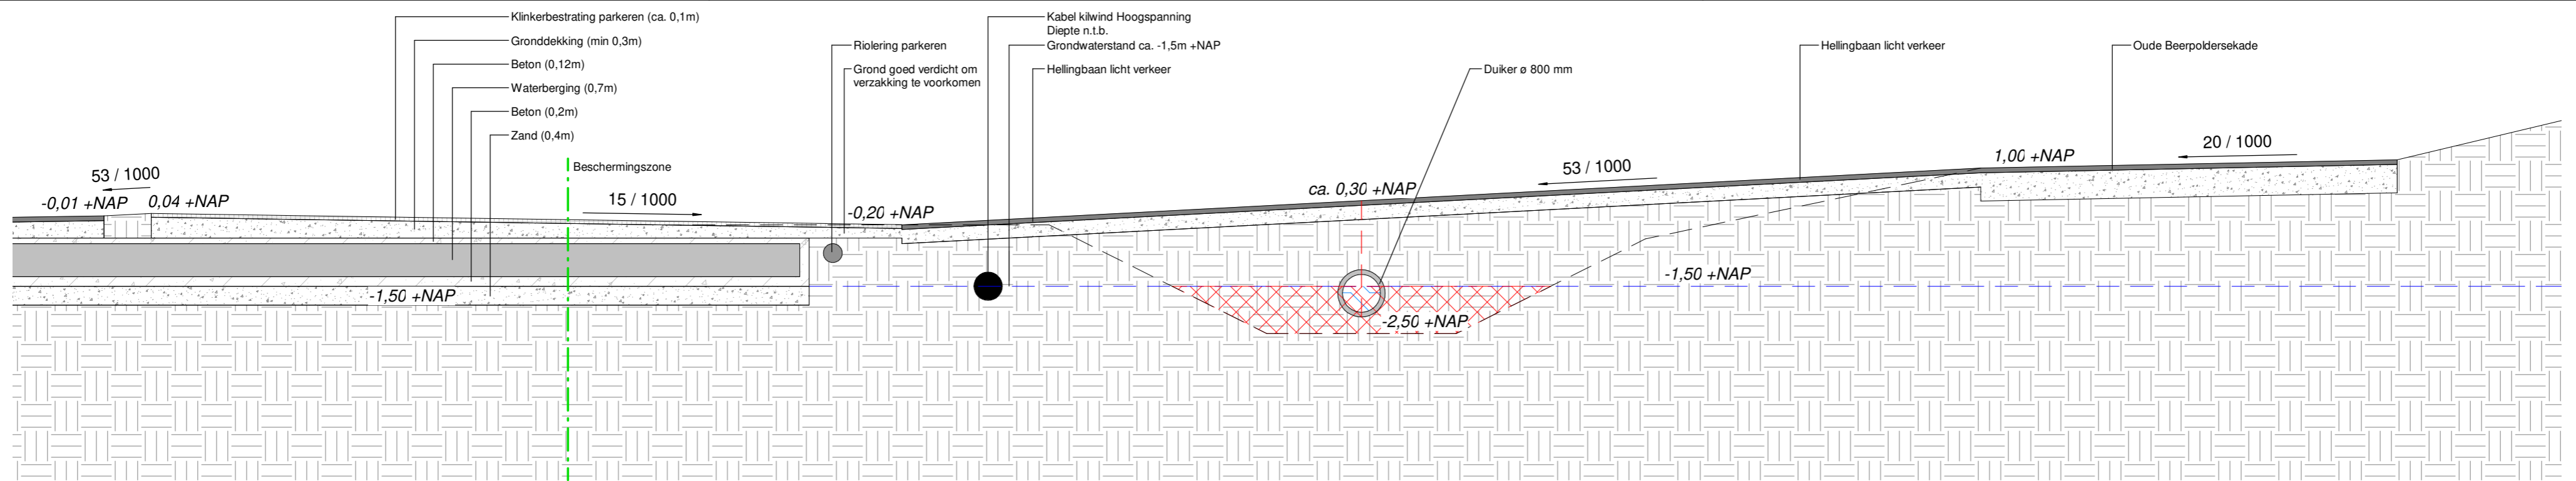 Klinkerbestrating parkeren (ca. 0,1m)
Gronddekking (min 0,3m)
Beton (0,12m)
Waterberging (0,7m)
Beton (0,2m)
Zand (0,4m)
Beschermingszone
Riolering parkeren
Grond goed verdicht om
verzakking te voorkomen
Kabel kilwind Hoogspanning
Diepte n.t.b.
Grondwaterstand ca. -1,5m +NAP
Hellingbaan licht verkeer
Duiker ø 800 mm
Hellingbaan licht verkeer
Oude Beerpoldersekade
53 / 1000
-0,01 +NAP
0,04 +NAP
15 / 1000
-0,20 +NAP
ca. 0,30 +NAP
53 / 1000
1,00 +NAP
20 / 1000
-1,50 +NAP
-1,50 +NAP
-2,50 +NAP